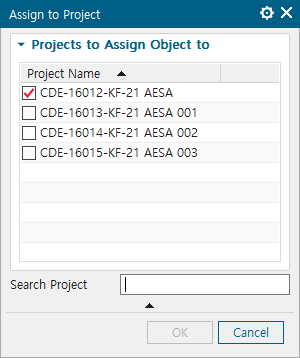 Assign to Project
Projects to Assign Object to
Project Name
CDE-16012-KF-21 AESA
CDE-16013-KF-21 AESA 001
CDE-16014-KF-21 AESA 002
CDE-16015-KF-21 AESA 003
Search Project
OK
Cancel